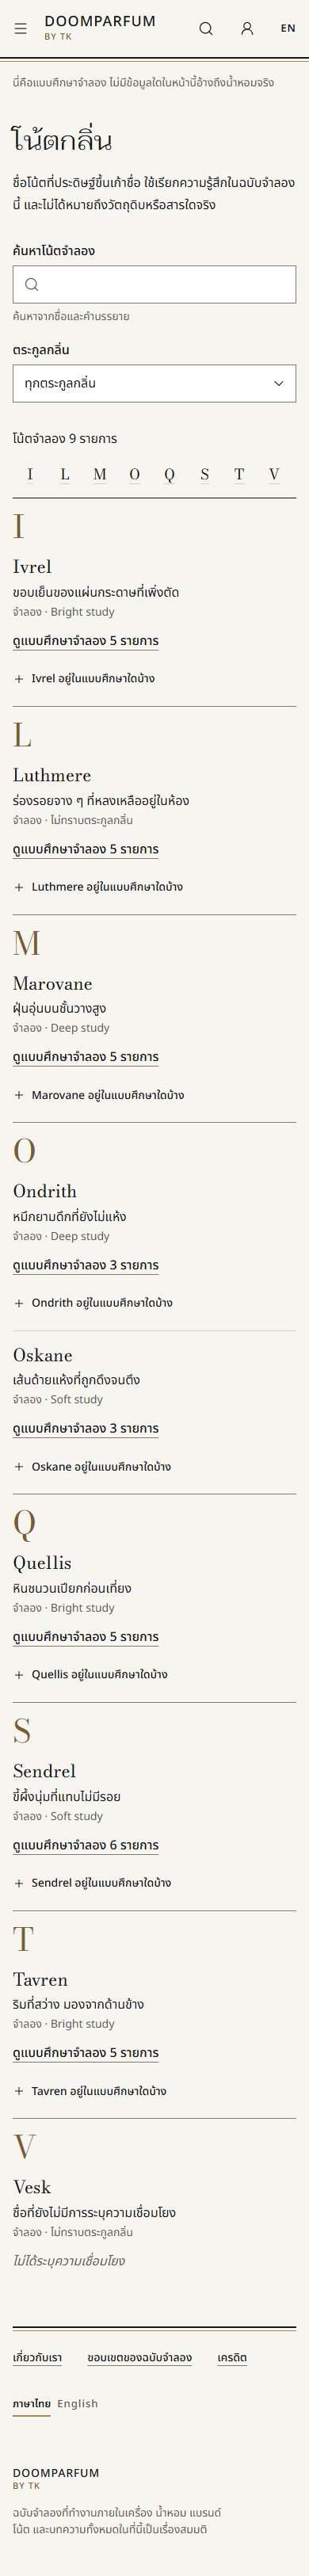 DOOMPARFUM
BY TK
EN
นี่คือแบบศึกษาจำลอง ไม่มีข้อมูลใดในหน้านี้อ้างถึงน้ำหอมจริง
โน้ตกลิ่น
ชื่อโน้ตที่ประดิษฐ์ขึ้นเก้าชื่อ ใช้เรียกความรู้สึกในฉบับจำลอง
นี้ และไม่ได้หมายถึงวัตถุดิบหรือสารใดจริง
ค้นหาโน้ตจำลอง
ค้นหาจากชื่อและคำบรรยาย
ตระกูลกลิ่น
ทุกตระกูลกลิ่น
โน้ตจำลอง 9 รายการ
I L M O Q S T V
I
Ivrel
ขอบเย็นของแผ่นกระดาษที่เพิ่งตัด
จำลอง · Bright study
ดูแบบศึกษาจำลอง 5 รายการ
Ivrel อยู่ในแบบศึกษาใดบ้าง
L
Luthmere
ร่องรอยจาง ๆ ที่หลงเหลืออยู่ในห้อง
จำลอง · ไม่ทราบตระกูลกลิ่น
ดูแบบศึกษาจำลอง 5 รายการ
Luthmere อยู่ในแบบศึกษาใดบ้าง
M
Marovane
ฝุ่นอุ่นบนชั้นวางสูง
จำลอง · Deep study
ดูแบบศึกษาจำลอง 5 รายการ
Marovane อยู่ในแบบศึกษาใดบ้าง
O
Ondrith
หมึกยามดึกที่ยังไม่แห้ง
จำลอง · Deep study
ดูแบบศึกษาจำลอง 3 รายการ
Ondrith อยู่ในแบบศึกษาใดบ้าง
Oskane
เส้นด้ายแห้งที่ถูกดึงจนตึง
จำลอง · Soft study
ดูแบบศึกษาจำลอง 3 รายการ
Oskane อยู่ในแบบศึกษาใดบ้าง
Q
Quellis
หินชนวนเปียกก่อนเที่ยง
จำลอง · Bright study
ดูแบบศึกษาจำลอง 5 รายการ
Quellis อยู่ในแบบศึกษาใดบ้าง
S
Sendrel
ขี้ผึ้งนุ่มที่แทบไม่มีรอย
จำลอง · Soft study
ดูแบบศึกษาจำลอง 6 รายการ
Sendrel อยู่ในแบบศึกษาใดบ้าง
T
Tavren
ริมที่สว่าง มองจากด้านข้าง
จำลอง · Bright study
ดูแบบศึกษาจำลอง 5 รายการ
Tavren อยู่ในแบบศึกษาใดบ้าง
V
Vesk
ชื่อที่ยังไม่มีการระบุความเชื่อมโยง
จำลอง · ไม่ทราบตระกูลกลิ่น
ไม่ได้ระบุความเชื่อมโยง
เกี่ยวกับเรา ขอบเขตของฉบับจำลอง เครดิต
ภาษาไทย English
DOOMPARFUM
BY TK
ฉบับจำลองที่ทำงานภายในเครื่อง น้ำหอม แบรนด์
โน้ต และบทความทั้งหมดในที่นี้เป็นเรื่องสมมติ